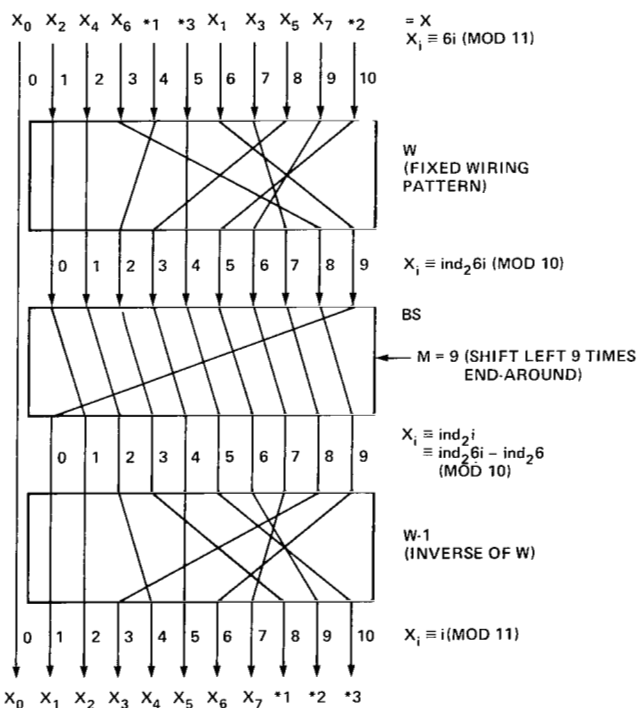 X₀ X₂ X₄ X₆ *1 *3 X₁ X₃ X₅ X₇ *2 = X
Xᵢ ≡ 6i (MOD 11)
0 1 2 3 4 5 6 7 8 9 10
W
(FIXED WIRING
PATTERN)
0 1 2 3 4 5 6 7 8 9 Xᵢ ≡ ind₂6i (MOD 10)
BS
M = 9 (SHIFT LEFT 9 TIMES
END-AROUND)
Xᵢ ≡ ind₂i
0 1 2 3 4 5 6 7 8 9 ≡ ind₂6i – ind₂6
(MOD 10)
W-1
(INVERSE OF W)
0 1 2 3 4 5 6 7 8 9 10 Xᵢ ≡ i(MOD 11)
X₀ X₁ X₂ X₃ X₄ X₅ X₆ X₇ *1 *2 *3